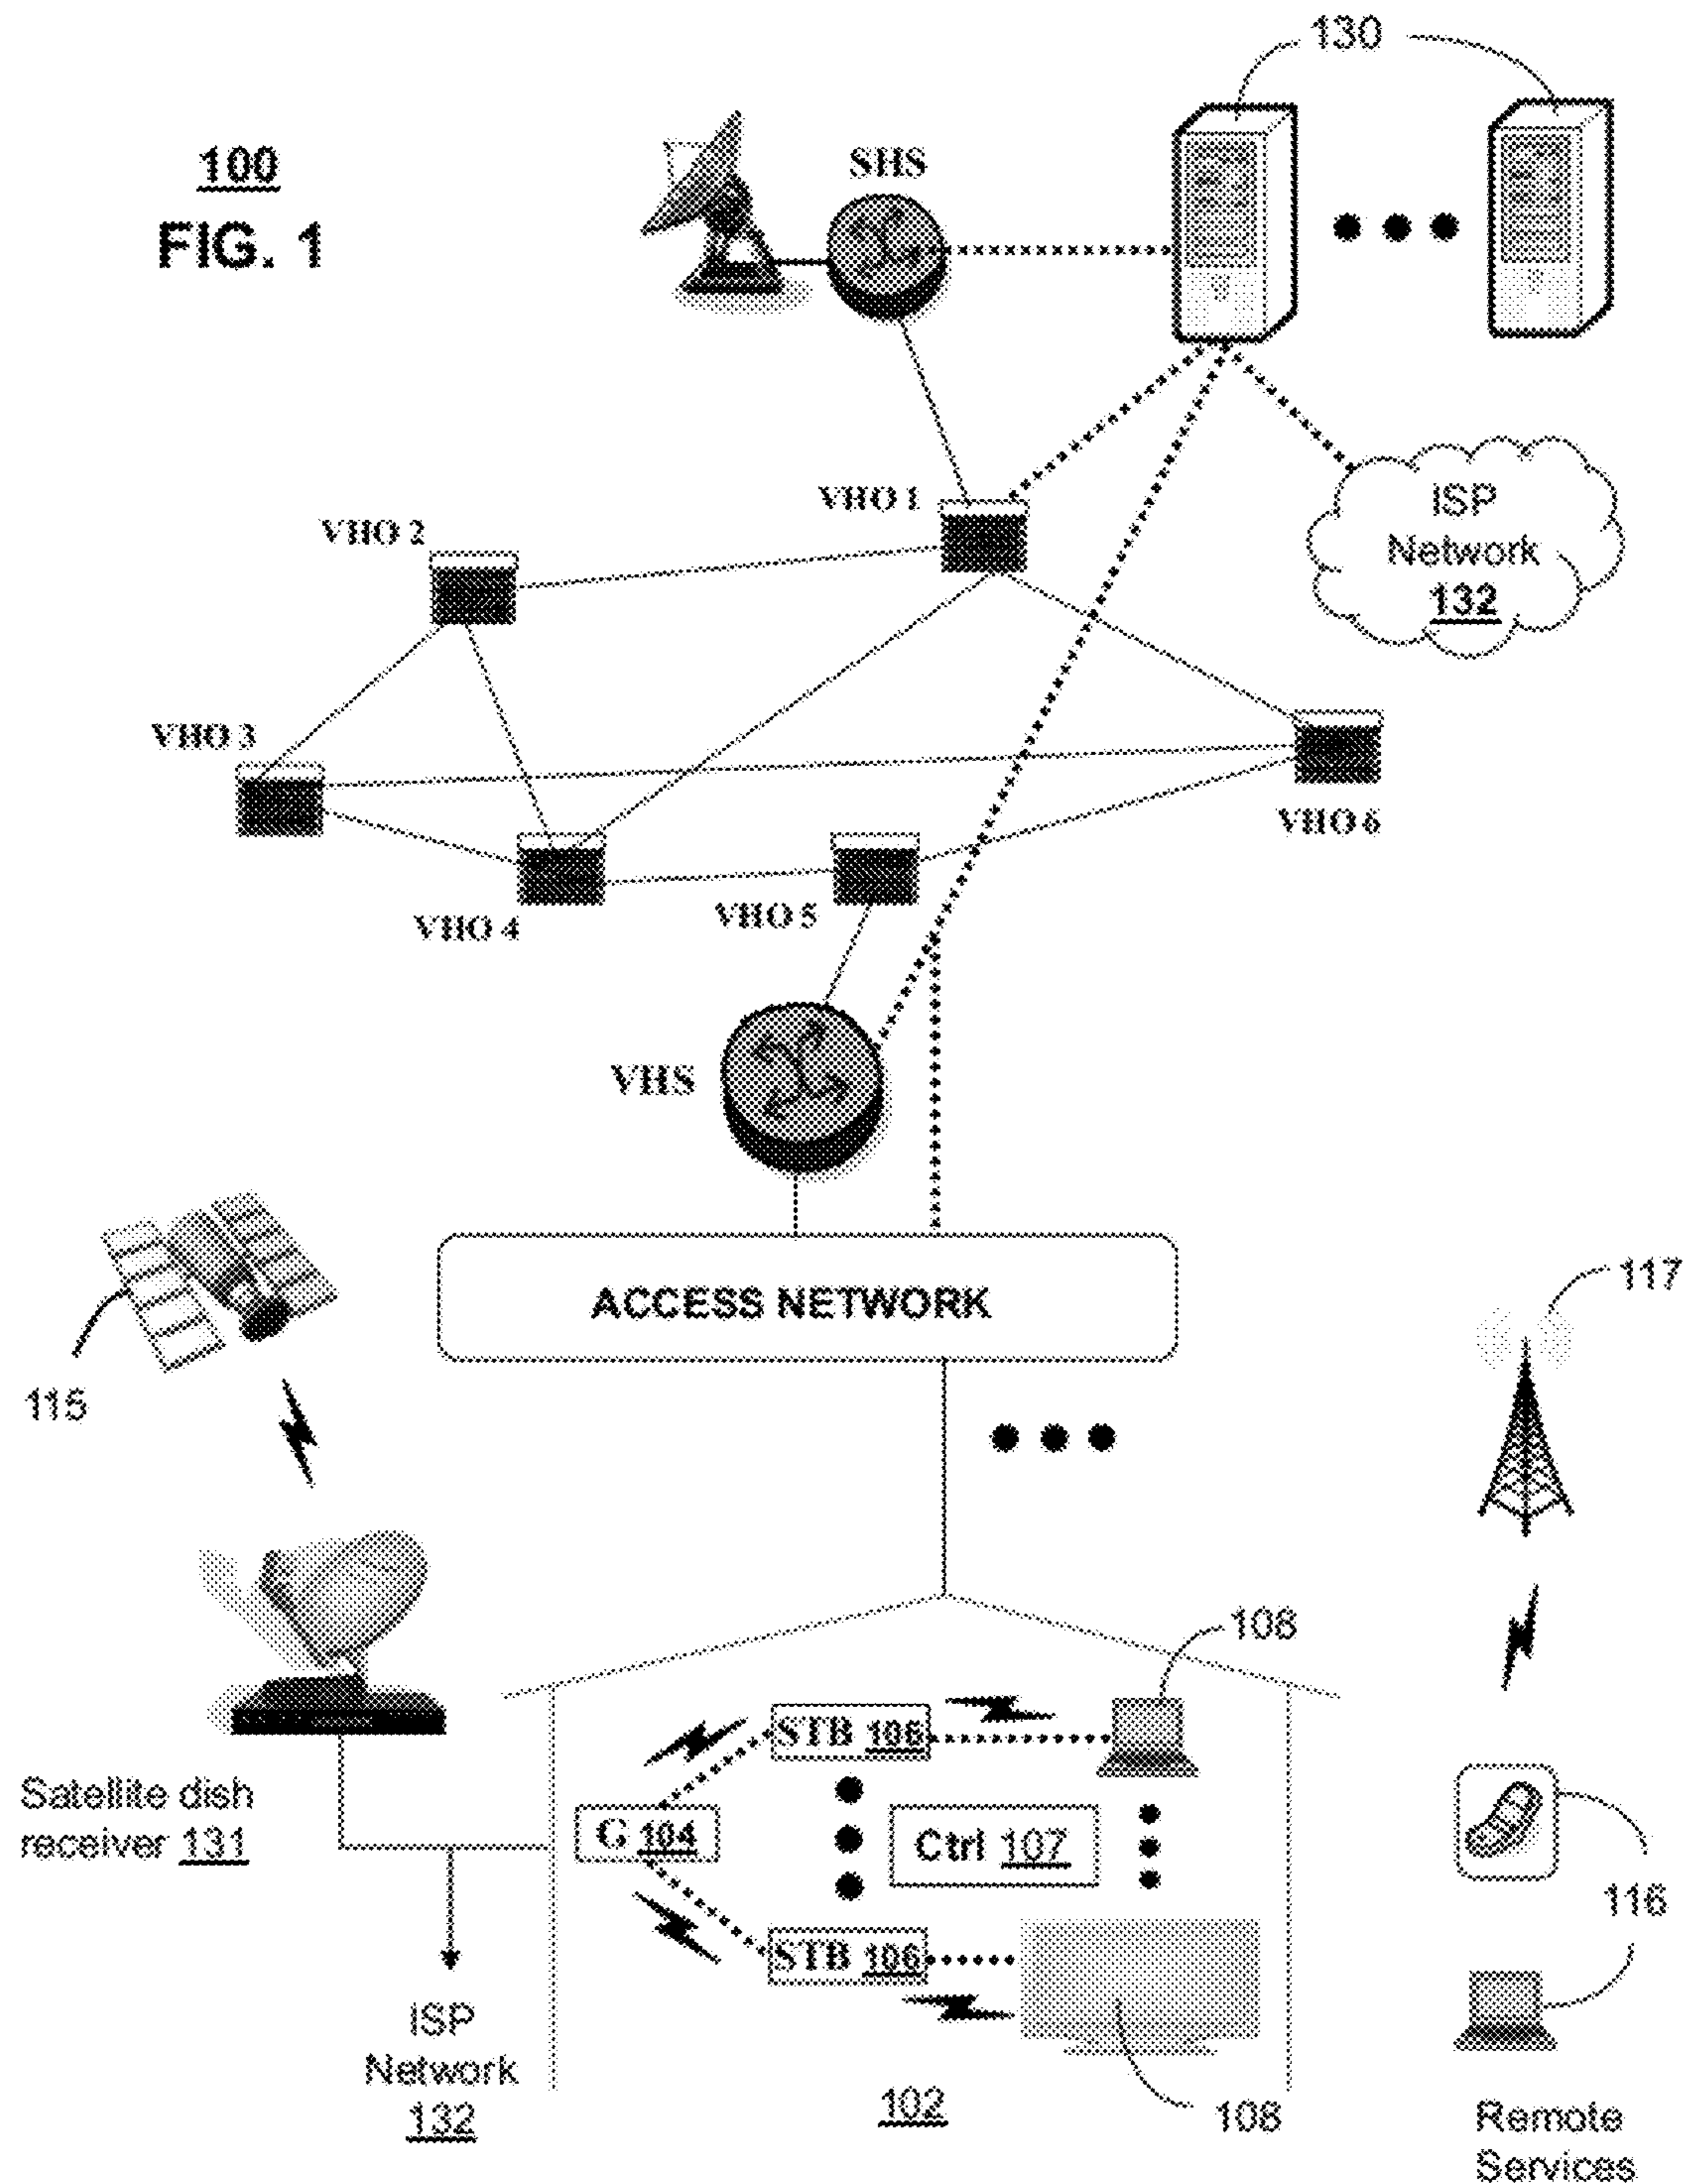 130
100
FIG. 1
SHS
VHO 1
ISP
Network
132
VHO 2
VHO 3
VHO 6
VHO 4
VHO 5
VHS
ACCESS NETWORK
117
115
108
STB 106
Satellite dish
receiver 131
G 104
Ctrl 107
116
STB 106
ISP
Network
132
102
108
Remote
Services